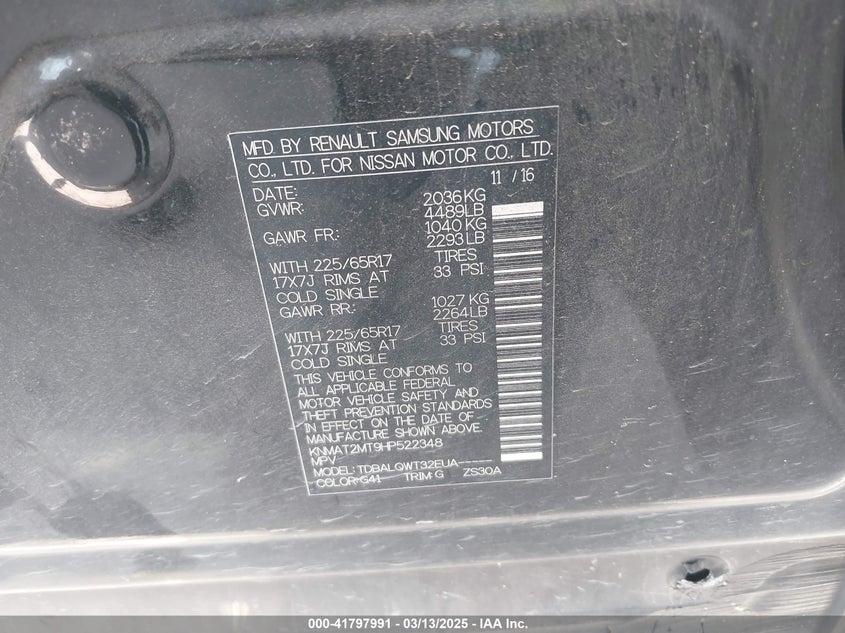 MFD BY RENAULT SAMSUNG MOTORS
CO., LTD. FOR NISSAN MOTOR CO., LTD.
DATE: 11 / 16
GVWR: 2036KG
4489LB
GAWR FR: 1040KG
2293LB
WITH 225/65R17 TIRES
17X7J RIMS AT 33 PSI
COLD SINGLE
GAWR RR: 1027 KG
2264LB
WITH 225/65R17 TIRES
17X7J RIMS AT 33 PSI
COLD SINGLE
THIS VEHICLE CONFORMS TO
ALL APPLICABLE FEDERAL
MOTOR VEHICLE SAFETY AND
THEFT PREVENTION STANDARDS
IN EFFECT ON THE DATE OF
MANUFACTURE SHOWN ABOVE.
KNMAT2MT9HP522348
MPV
MODEL: TDBALQWT32EUA-----
COLOR: G41 TRIM: G ZS30A
000-41797991 — 03/13/2025 — IAA Inc.